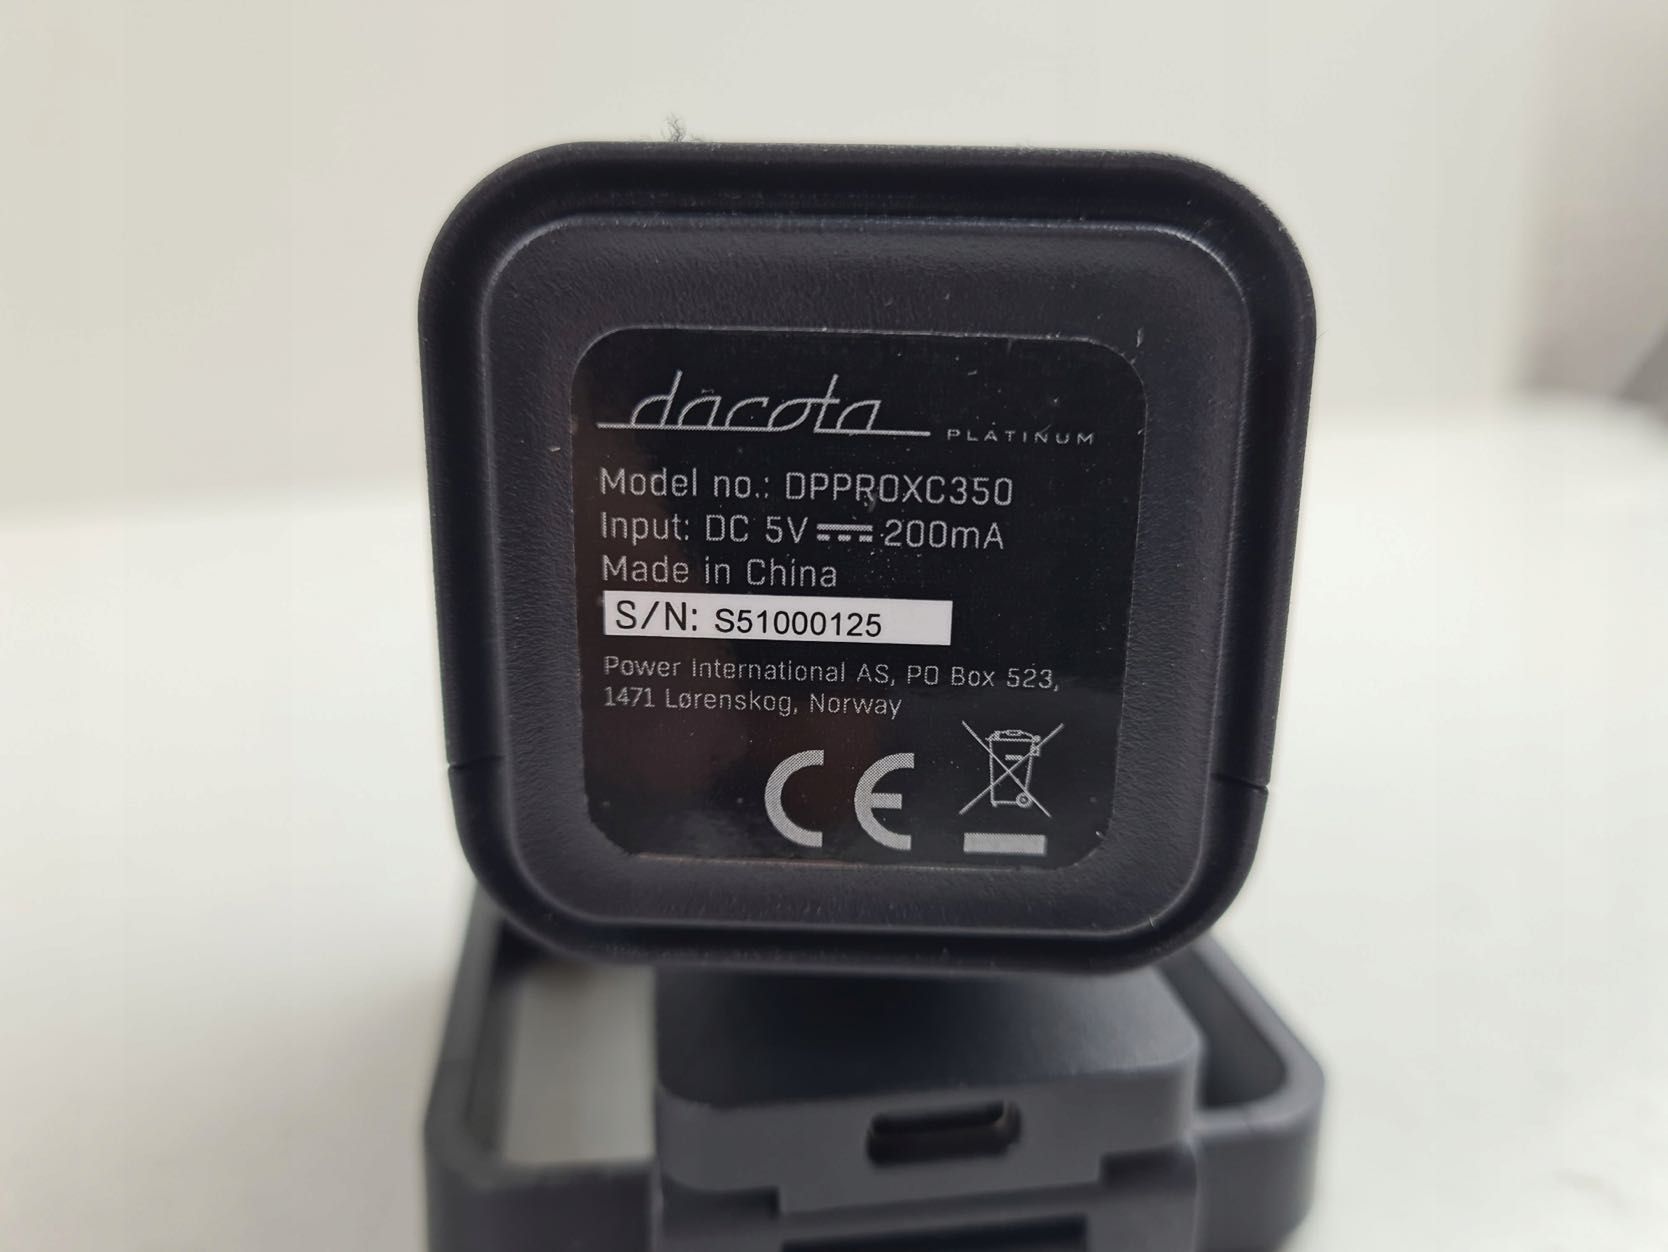 dacota PLATINUM
Model no.: DPPROXC350
Input: DC 5V ⎓ 200mA
Made in China
S/N: S51000125
Power International AS, PO Box 523,
1471 Lørenskog, Norway
CE